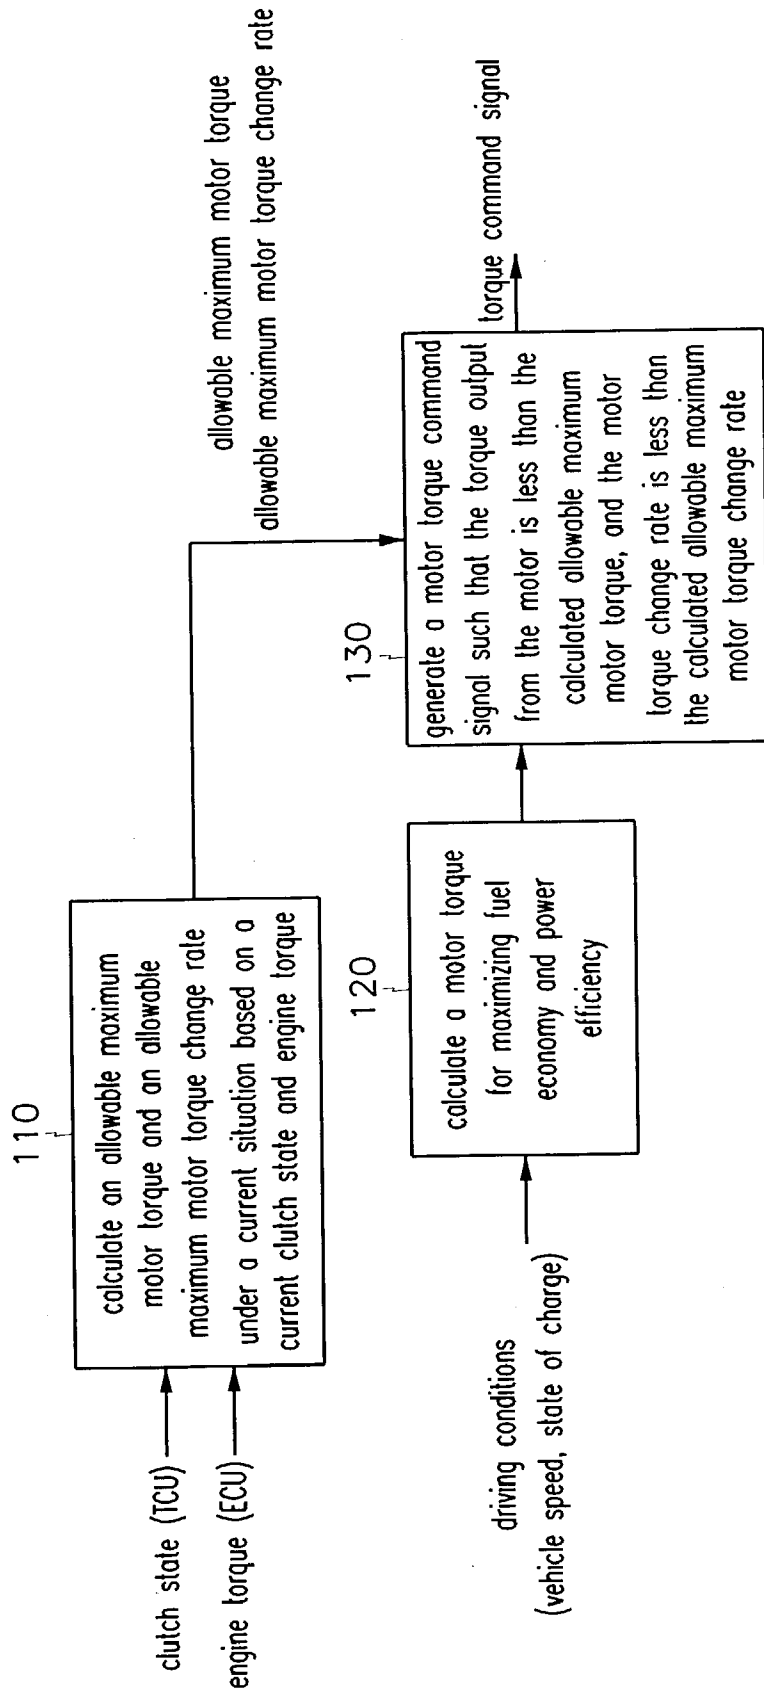 110
clutch state (TCU)
engine torque (ECU)
calculate an allowable maximum
motor torque and an allowable
maximum motor torque change rate
under a current situation based on a
current clutch state and engine torque
allowable maximum motor torque
allowable maximum motor torque change rate
driving conditions
(vehicle speed, state of charge)
120
calculate a motor torque
for maximizing fuel
economy and power
efficiency
130
generate a motor torque command
signal such that the torque output
from the motor is less than the
calculated allowable maximum
motor torque, and the motor
torque change rate is less than
the calculated allowable maximum
motor torque change rate
torque command signal